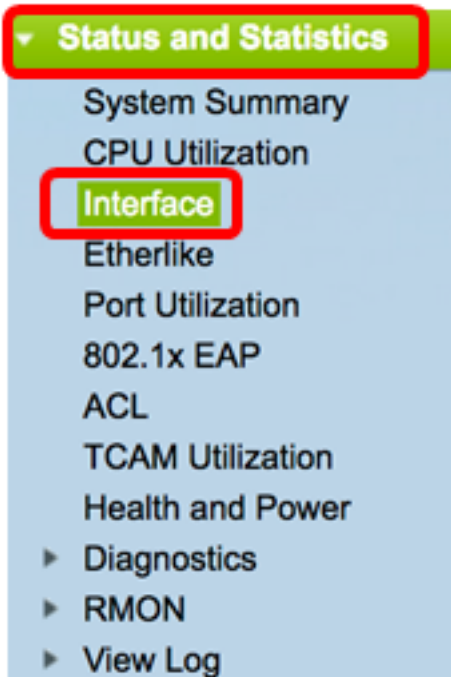 Status and Statistics
System Summary
CPU Utilization
Interface
Etherlike
Port Utilization
802.1x EAP
ACL
TCAM Utilization
Health and Power
Diagnostics
RMON
View Log